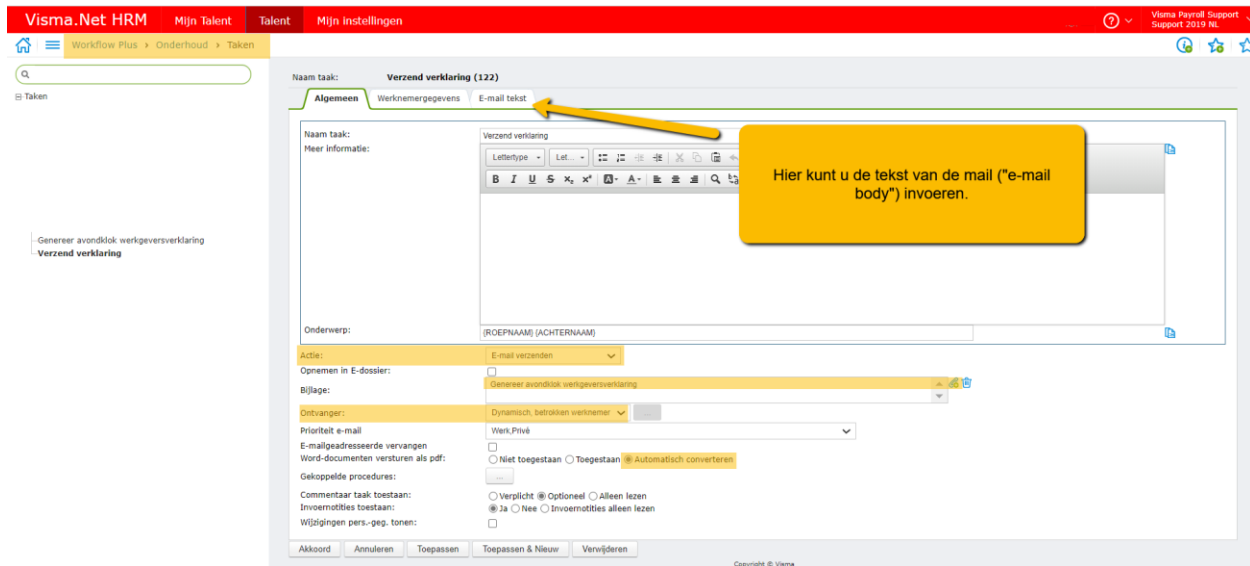 Visma.Net HRM Mijn Talent Talent Mijn instellingen
Visma Payroll Support
Support 2019 NL
Workflow Plus › Onderhoud › Taken
Taken
Genereer avondklok werkgeversverklaring
Verzend verklaring
Naam taak: Verzend verklaring (122)
Algemeen Werknemergegevens E-mail tekst
Naam taak: Verzend verklaring
Meer informatie:
Lettertype Let...
B I U S X₂ x² A A
Hier kunt u de tekst van de mail ("e-mail
body") invoeren.
Onderwerp: {ROEPNAAM} {ACHTERNAAM}
Actie: E-mail verzenden
Opnemen in E-dossier:
Bijlage: Genereer avondklok werkgeversverklaring
Ontvanger: Dynamisch, betrokken werknemer ...
Prioriteit e-mail Werk,Privé
E-mailgeadresseerde vervangen
Word-documenten versturen als pdf: Niet toegestaan Toegestaan Automatisch converteren
Gekoppelde procedures: ...
Commentaar taak toestaan: Verplicht Optioneel Alleen lezen
Invoernotities toestaan: Ja Nee Invoernotities alleen lezen
Wijzigingen pers.-geg. tonen:
Akkoord Annuleren Toepassen Toepassen & Nieuw Verwijderen
Copyright © Visma